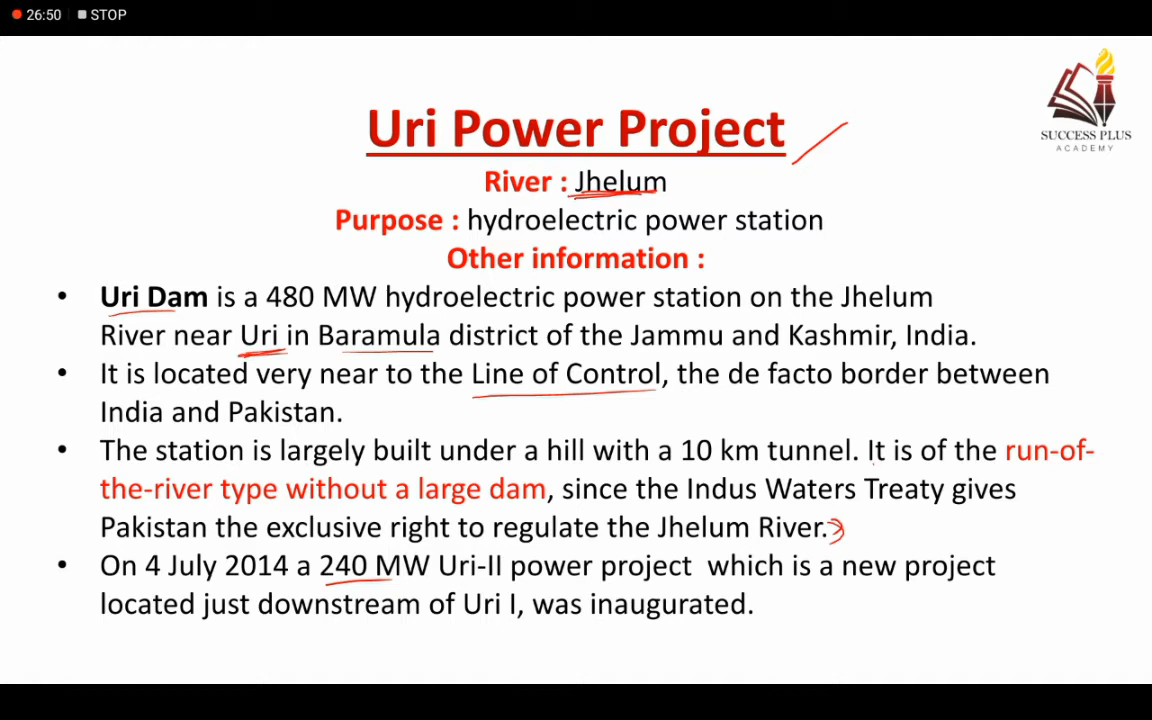 26:50 STOP
SUCCESS PLUS
ACADEMY
Uri Power Project
River : Jhelum
Purpose : hydroelectric power station
Other information :
• Uri Dam is a 480 MW hydroelectric power station on the Jhelum
River near Uri in Baramula district of the Jammu and Kashmir, India.
• It is located very near to the Line of Control, the de facto border between
India and Pakistan.
• The station is largely built under a hill with a 10 km tunnel. It is of the run-of-
the-river type without a large dam, since the Indus Waters Treaty gives
Pakistan the exclusive right to regulate the Jhelum River.
• On 4 July 2014 a 240 MW Uri-II power project which is a new project
located just downstream of Uri I, was inaugurated.